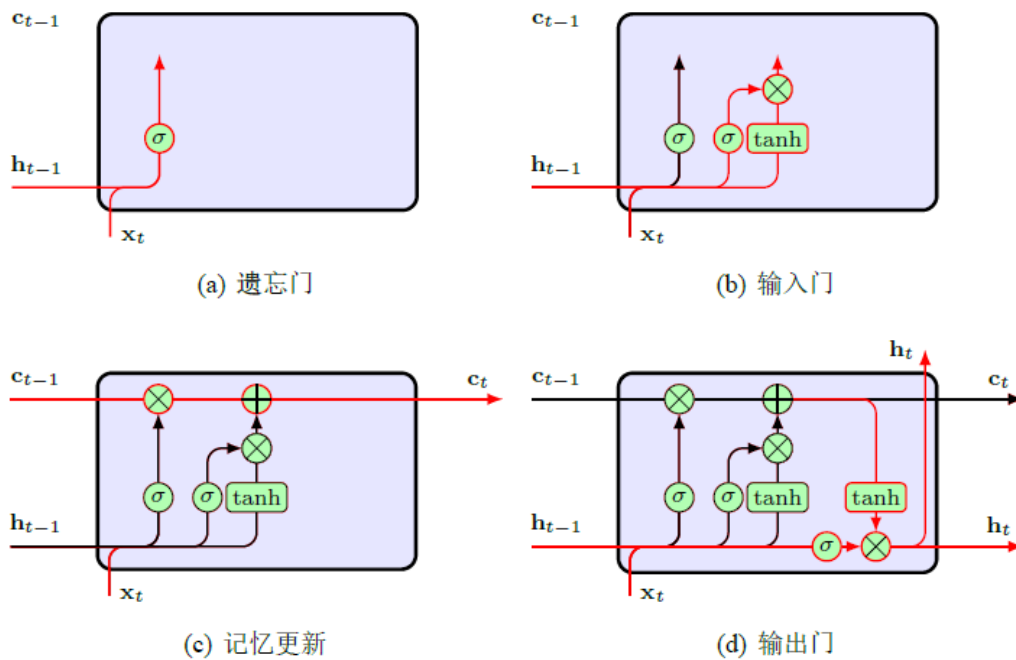 c_{t−1}
σ
h_{t−1}
x_t
(a) 遗忘门
c_{t−1}
σ σ tanh
h_{t−1}
x_t
(b) 输入门
c_{t−1} c_t
σ σ tanh
h_{t−1}
x_t
(c) 记忆更新
h_t
c_{t−1} c_t
σ σ tanh tanh
h_{t−1} σ h_t
x_t
(d) 输出门